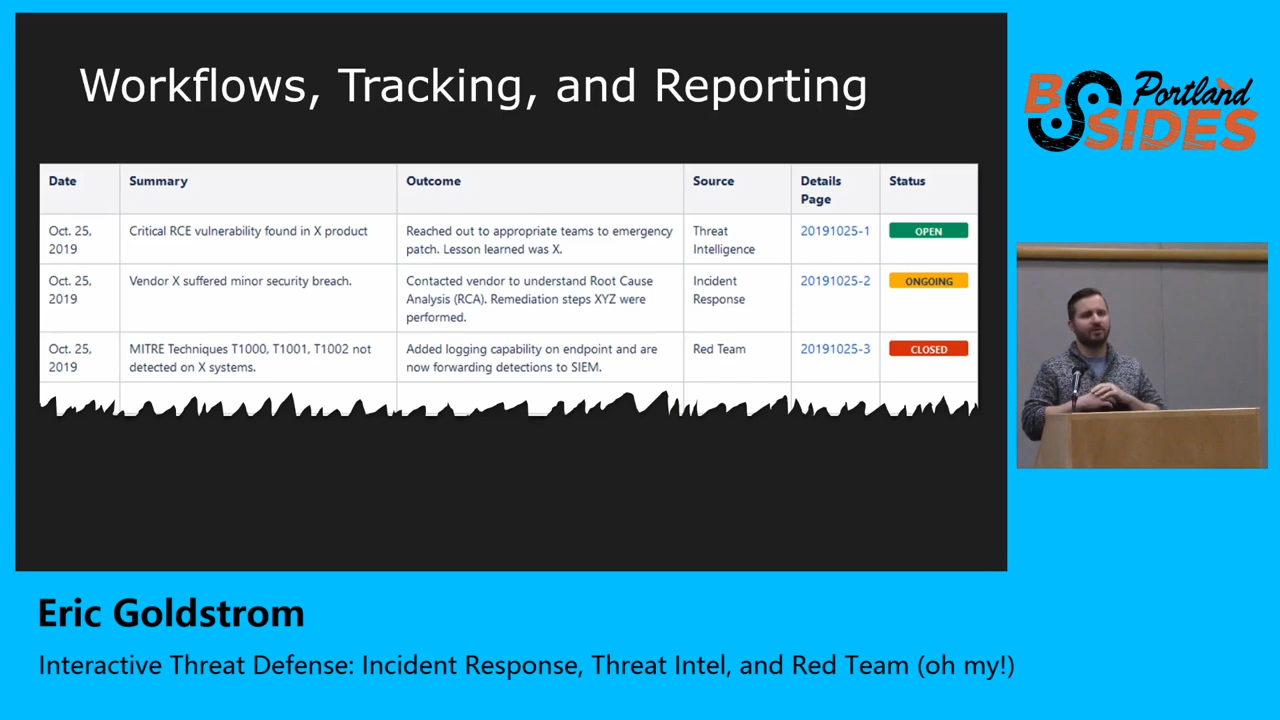 Workflows, Tracking, and Reporting
Date Summary Outcome Source Details Page Status
Oct. 25, 2019 Critical RCE vulnerability found in X product Reached out to appropriate teams to emergency patch. Lesson learned was X. Threat Intelligence 20191025-1 OPEN
Oct. 25, 2019 Vendor X suffered minor security breach. Contacted vendor to understand Root Cause Analysis (RCA). Remediation steps XYZ were performed. Incident Response 20191025-2 ONGOING
Oct. 25, 2019 MITRE Techniques T1000, T1001, T1002 not detected on X systems. Added logging capability on endpoint and are now forwarding detections to SIEM. Red Team 20191025-3 CLOSED
BSIDES Portland
Eric Goldstrom
Interactive Threat Defense: Incident Response, Threat Intel, and Red Team (oh my!)